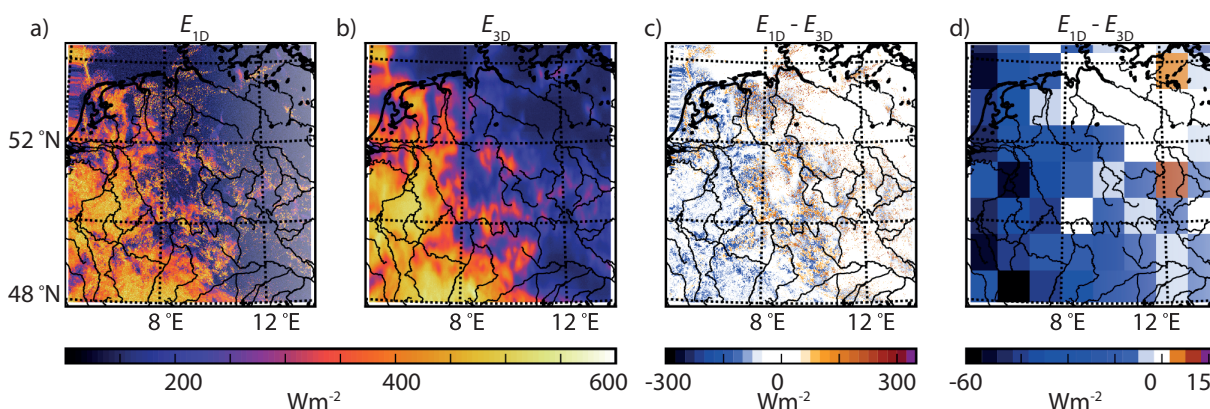 a) E1D b) E3D c) E1D - E3D d) E1D - E3D
52 °N
48 °N
8 °E 12 °E 8 °E 12 °E 8 °E 12 °E 8 °E 12 °E
200 400 600 -300 0 300 -60 0 15
Wm-2 Wm-2 Wm-2